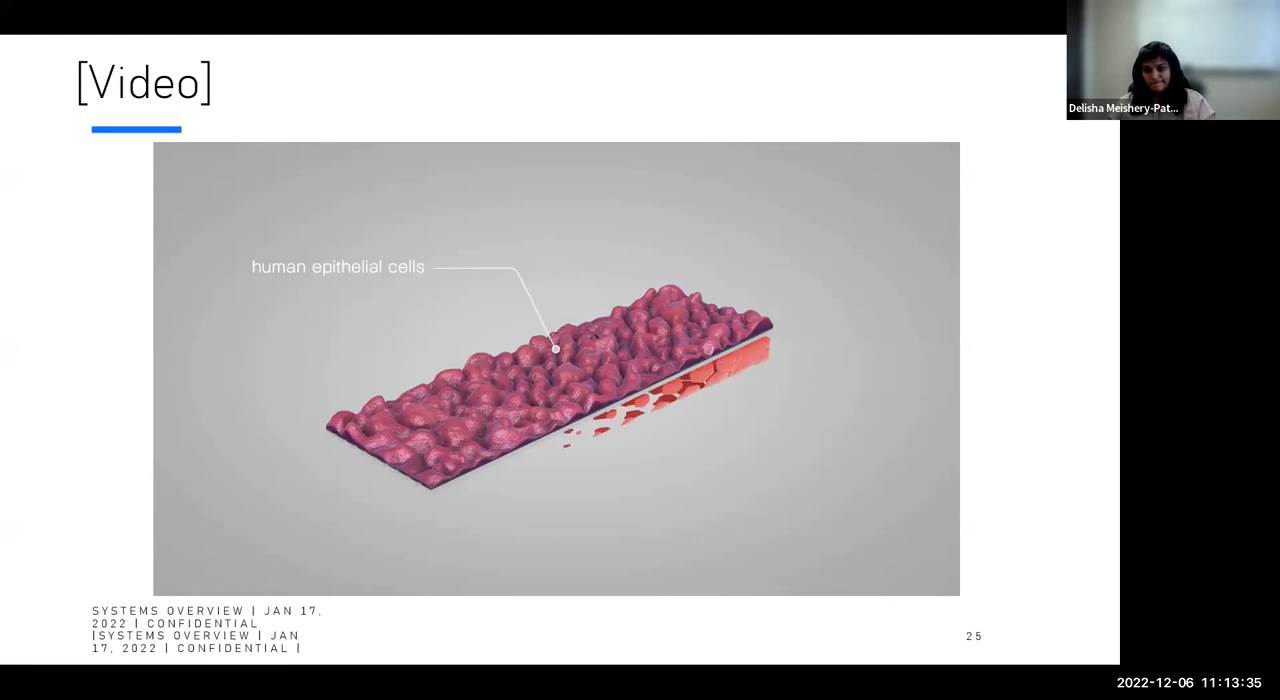 [Video]
Delisha Meishery-Pat...
human epithelial cells
SYSTEMS OVERVIEW | JAN 17,
2022 | CONFIDENTIAL
|SYSTEMS OVERVIEW | JAN
17, 2022 | CONFIDENTIAL |
25
2022-12-06 11:13:35